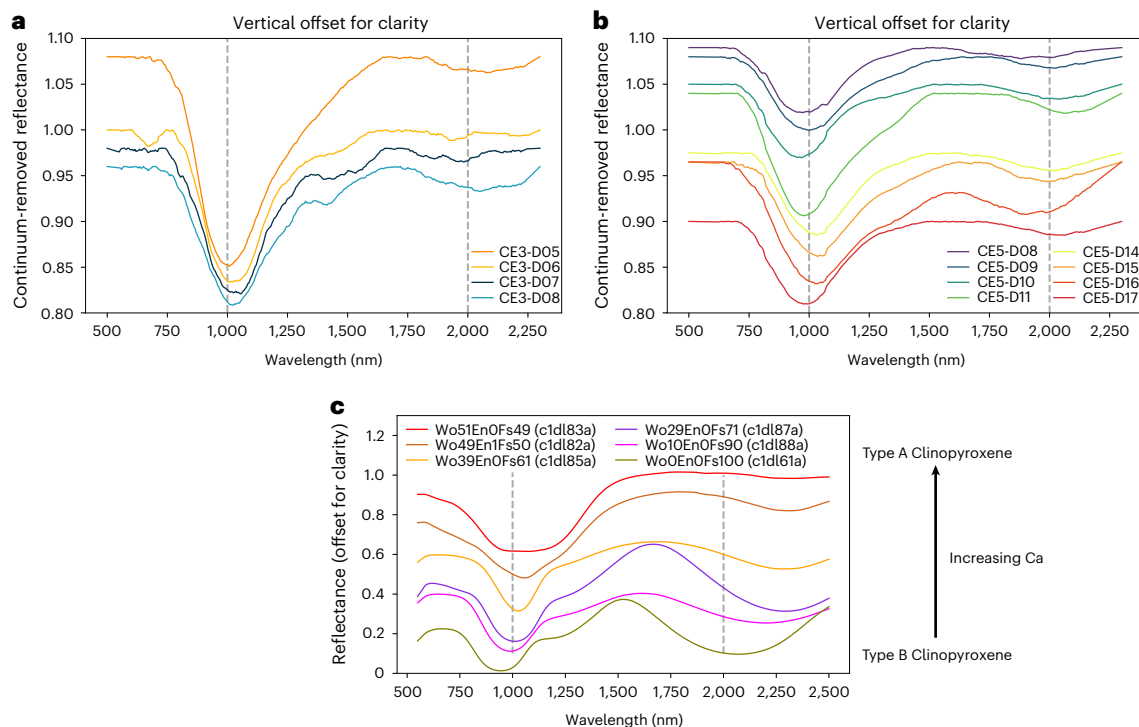 a
Vertical offset for clarity
Continuum-removed reflectance
1.10
1.05
1.00
0.95
0.90
0.85
0.80
CE3-D05
CE3-D06
CE3-D07
CE3-D08
500 750 1,000 1,250 1,500 1,750 2,000 2,250
Wavelength (nm)
b
Vertical offset for clarity
Continuum-removed reflectance
1.10
1.05
1.00
0.95
0.90
0.85
0.80
CE5-D08 CE5-D14
CE5-D09 CE5-D15
CE5-D10 CE5-D16
CE5-D11 CE5-D17
500 750 1,000 1,250 1,500 1,750 2,000 2,250
Wavelength (nm)
c
Reflectance (offset for clarity)
1.2
1.0
0.8
0.6
0.4
0.2
0
Wo51En0Fs49 (c1dl83a) Wo29En0Fs71 (c1dl87a)
Wo49En1Fs50 (c1dl82a) Wo10En0Fs90 (c1dl88a)
Wo39En0Fs61 (c1dl85a) Wo0En0Fs100 (c1dl61a)
500 750 1,000 1,250 1,500 1,750 2,000 2,250 2,500
Wavelength (nm)
Type A Clinopyroxene
Increasing Ca
Type B Clinopyroxene